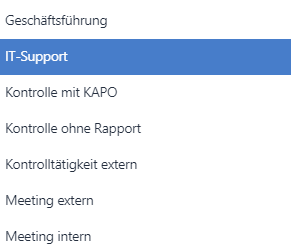 Geschäftsführung
IT-Support
Kontrolle mit KAPO
Kontrolle ohne Rapport
Kontrolltätigkeit extern
Meeting extern
Meeting intern